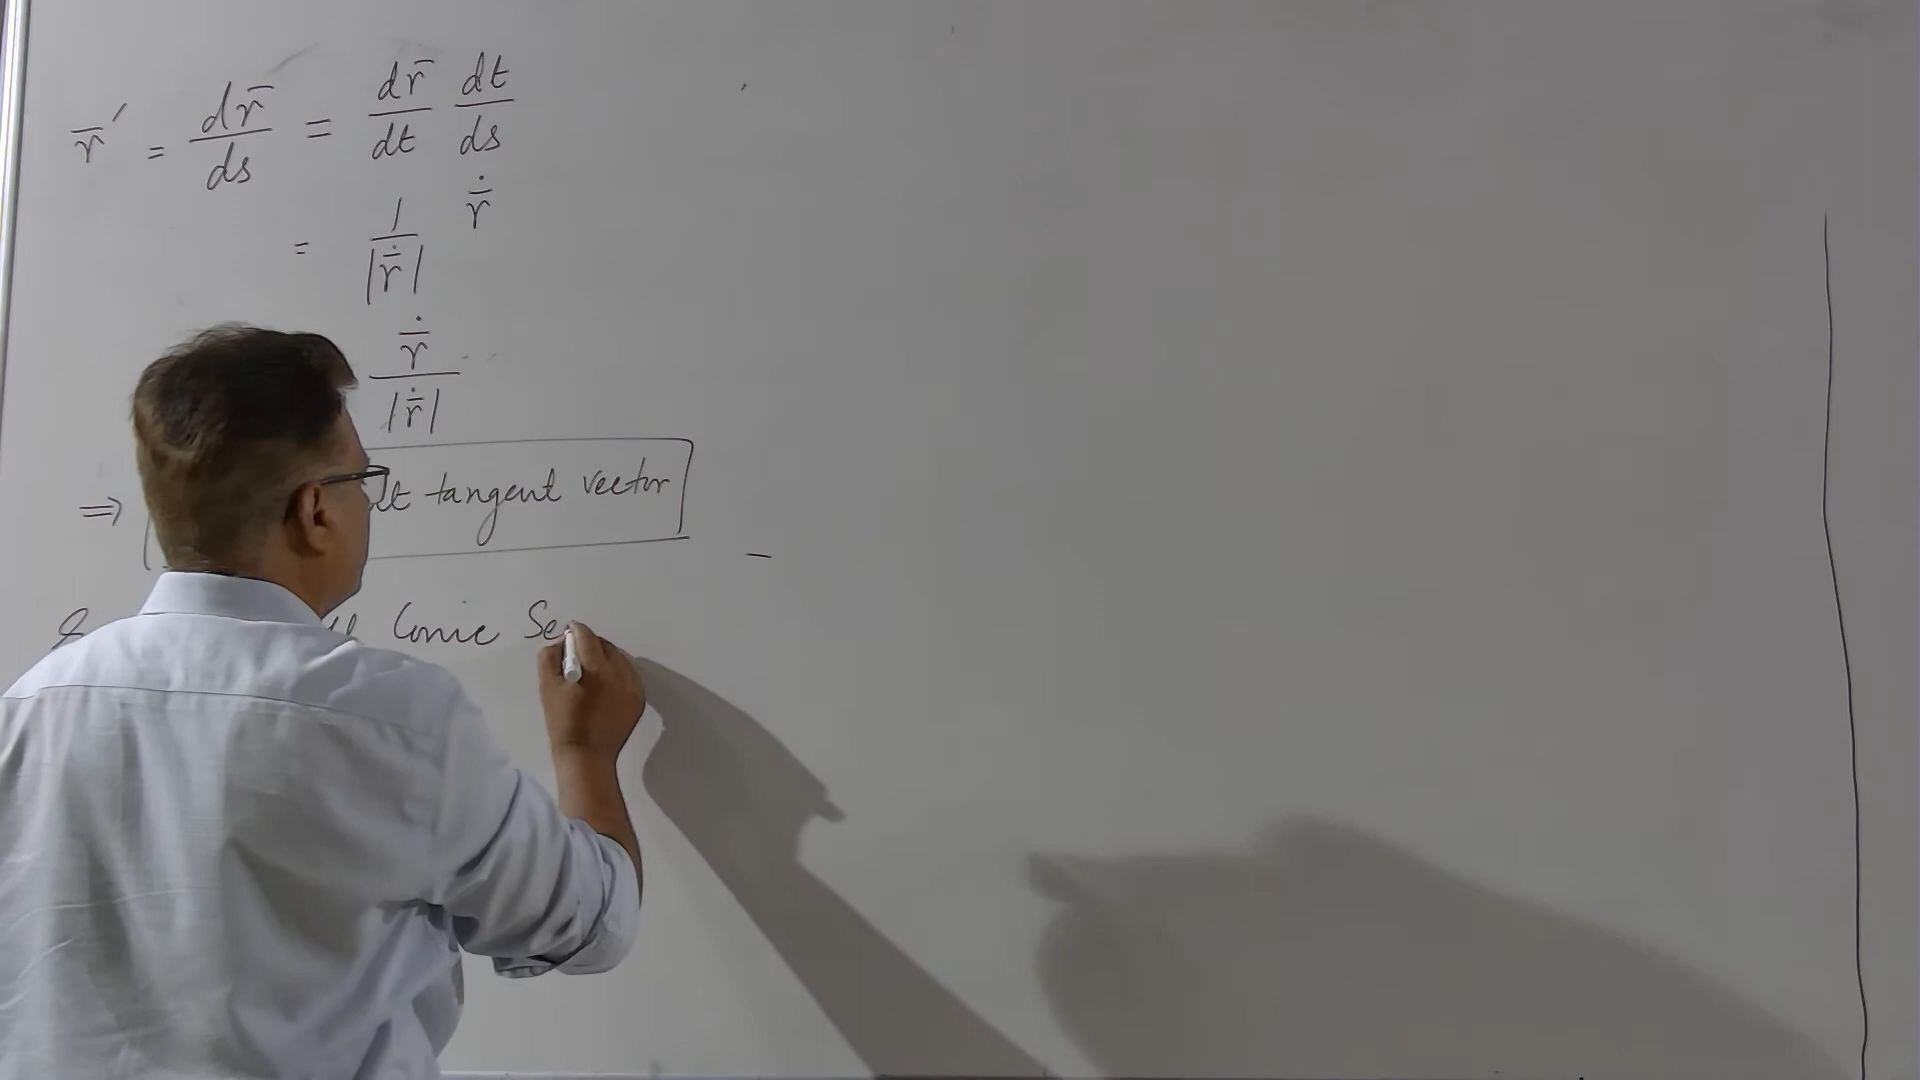 r̄′ = dr̄/ds = dr̄/dt dt/ds
= 1/|ṙ̄| ṙ̄
ṙ̄/|ṙ̄|
⇒ tangent vector
Conic Se